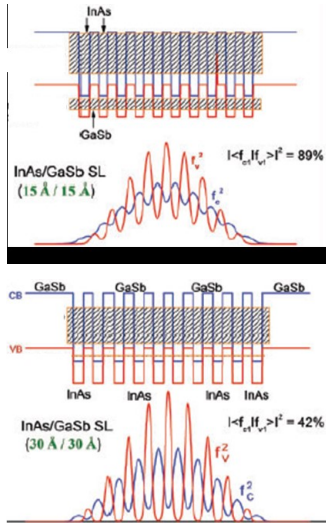 InAs
GaSb
|<f_c1|f_v1>|² = 89%
InAs/GaSb SL
(15 Å / 15 Å)
f_v²
f_c²
GaSb GaSb GaSb GaSb
CB
VB
InAs InAs InAs InAs
InAs/GaSb SL
(30 Å / 30 Å)
|<f_c1|f_v1>|² = 42%
f_V²
f_C²